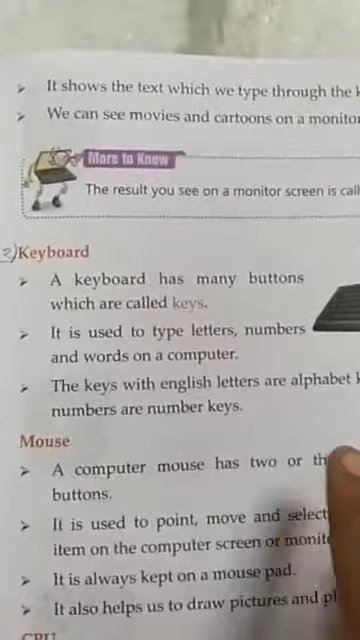 ➤ It shows the text which we type through the
➤ We can see movies and cartoons on a monitor
More to Know
The result you see on a monitor screen is
2) Keyboard
➤ A keyboard has many buttons
which are called keys.
➤ It is used to type letters, numbers
and words on a computer.
➤ The keys with english letters are alphabet
numbers are number keys.
Mouse
➤ A computer mouse has two or
buttons.
➤ It is used to point, move and select
item on the computer screen or
➤ It is always kept on a mouse pad.
➤ It also helps us to draw pictures and
CPU